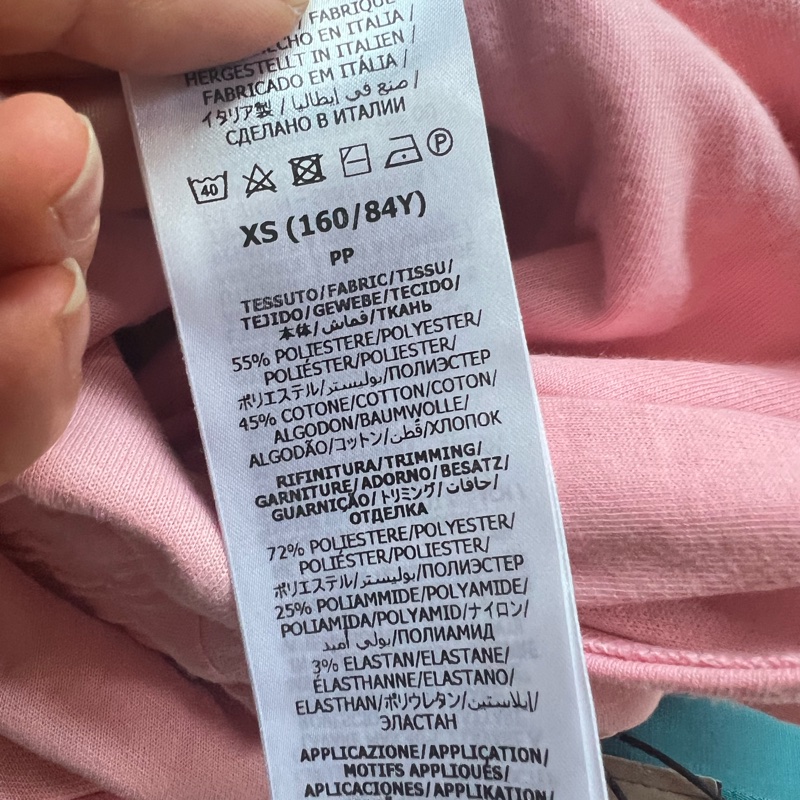 FABRIQUÉ
HECHO EN ITALIA /
HERGESTELLT IN ITALIEN /
FABRICADO EM ITÁLIA /
イタリア製 / صنع في إيطاليا /
СДЕЛАНО В ИТАЛИИ
40 P
XS (160/84Y)
PP
TESSUTO/FABRIC/TISSU/
TEJIDO/GEWEBE/TECIDO/
本体/قماش/ТКАНЬ
55% POLIESTERE/POLYESTER/
POLIÉSTER/POLIESTER/
ポリエステル/بوليستر/ПОЛИЭСТЕР
45% COTONE/COTTON/COTON/
ALGODON/BAUMWOLLE/
ALGODÃO/コットン/قطن/ХЛОПОК
RIFINITURA/TRIMMING/
GARNITURE/ADORNO/BESATZ/
GUARNIÇÃO/トリミング/حافات/
ОТДЕЛКА
72% POLIESTERE/POLYESTER/
POLIÉSTER/POLIESTER/
ポリエステル/بوليستر/ПОЛИЭСТЕР
25% POLIAMMIDE/POLYAMIDE/
POLIAMIDA/POLYAMID/ナイロン/
بولي أميد/ПОЛИАМИД
3% ELASTAN/ELASTANE/
ÉLASTHANNE/ELASTANO/
ELASTHAN/ポリウレタン/إيلاستين/
ЭЛАСТАН
APPLICAZIONE/APPLICATION/
MOTIFS APPLIQUÉS/
APLICACIONES/APPLIKATION/